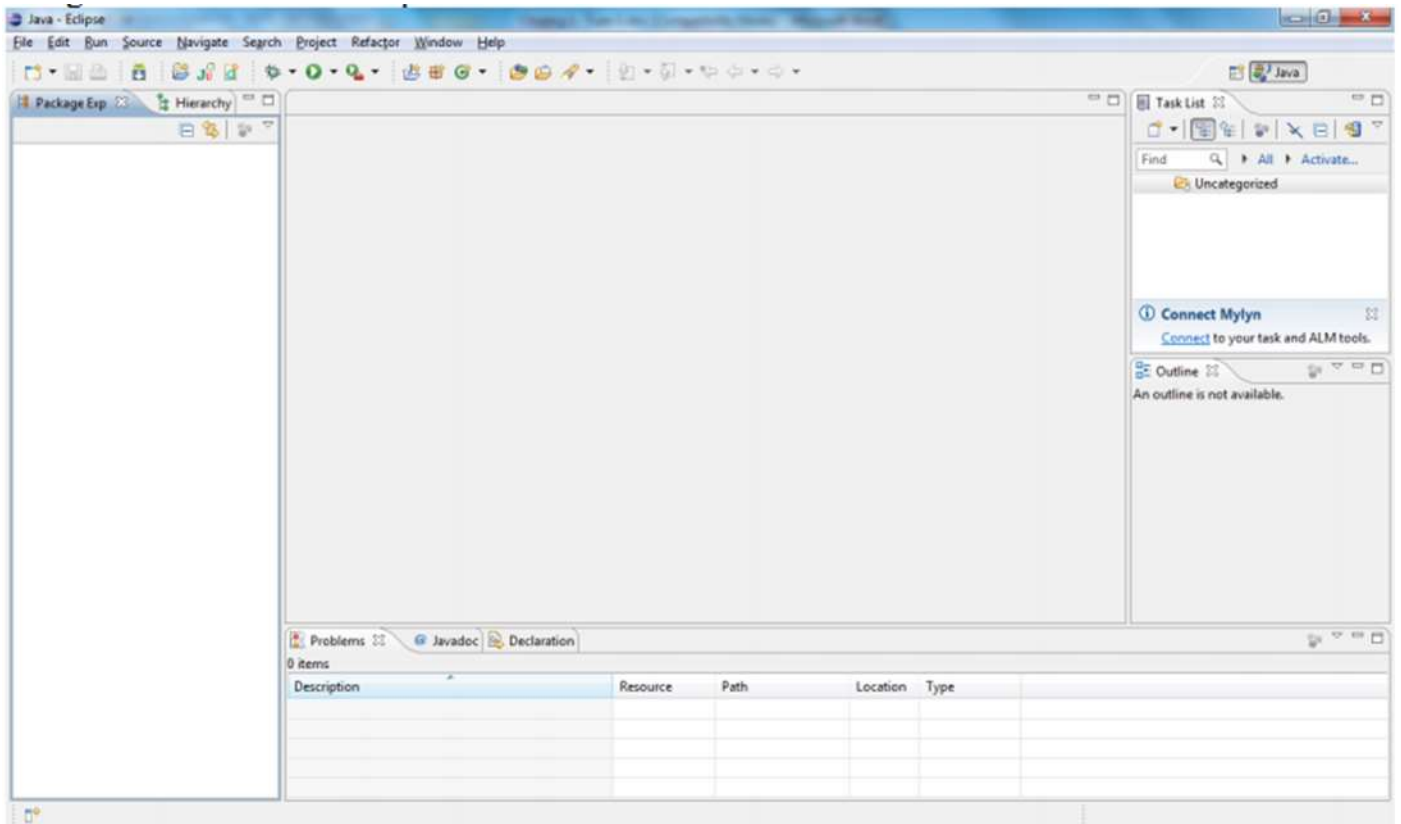 Java - Eclipse
File Edit Run Source Navigate Search Project Refactor Window Help
Java
Package Exp
Hierarchy
Task List
Find
All
Activate...
Uncategorized
Connect Mylyn
Connect to your task and ALM tools.
Outline
An outline is not available.
Problems
Javadoc
Declaration
0 items
Description Resource Path Location Type